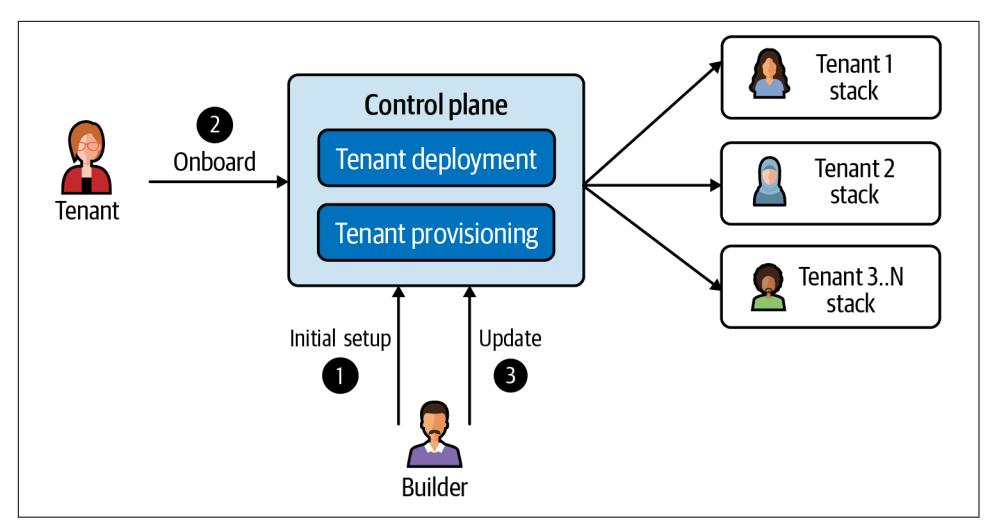 Control plane
Tenant deployment
Tenant provisioning
2
Onboard
Tenant
Initial setup
1
Update
3
Builder
Tenant 1
stack
Tenant 2
stack
Tenant 3..N
stack